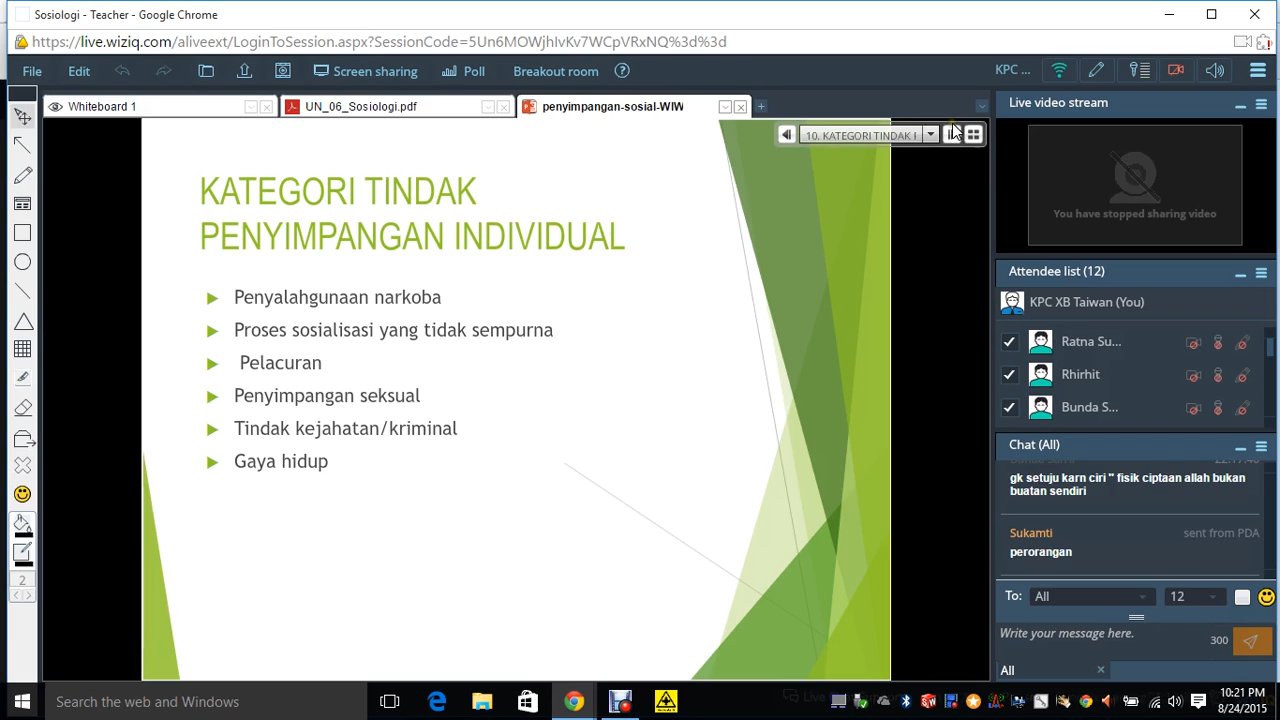 Sosiologi - Teacher - Google Chrome
https://live.wiziq.com/aliveext/LoginToSession.aspx?SessionCode=5Un6MOWjhIvKv7WCpVRxNQ%3d%3d
File Edit Screen sharing Poll Breakout room KPC ...
Whiteboard 1 UN_06_Sosiologi.pdf penyimpangan-sosial-WIW
10. KATEGORI TINDAK
KATEGORI TINDAK
PENYIMPANGAN INDIVIDUAL
Penyalahgunaan narkoba
Proses sosialisasi yang tidak sempurna
Pelacuran
Penyimpangan seksual
Tindak kejahatan/kriminal
Gaya hidup
2
Live video stream
You have stopped sharing video
Attendee list (12)
KPC XB Taiwan (You)
Ratna Su...
Rhirhit
Bunda S...
Chat (All)
gk setuju karn ciri " fisik ciptaan allah bukan
buatan sendiri
Sukamti sent from PDA
perorangan
To: All 12
Write your message here. 300
All
Search the web and Windows
10:21 PM
8/24/2015